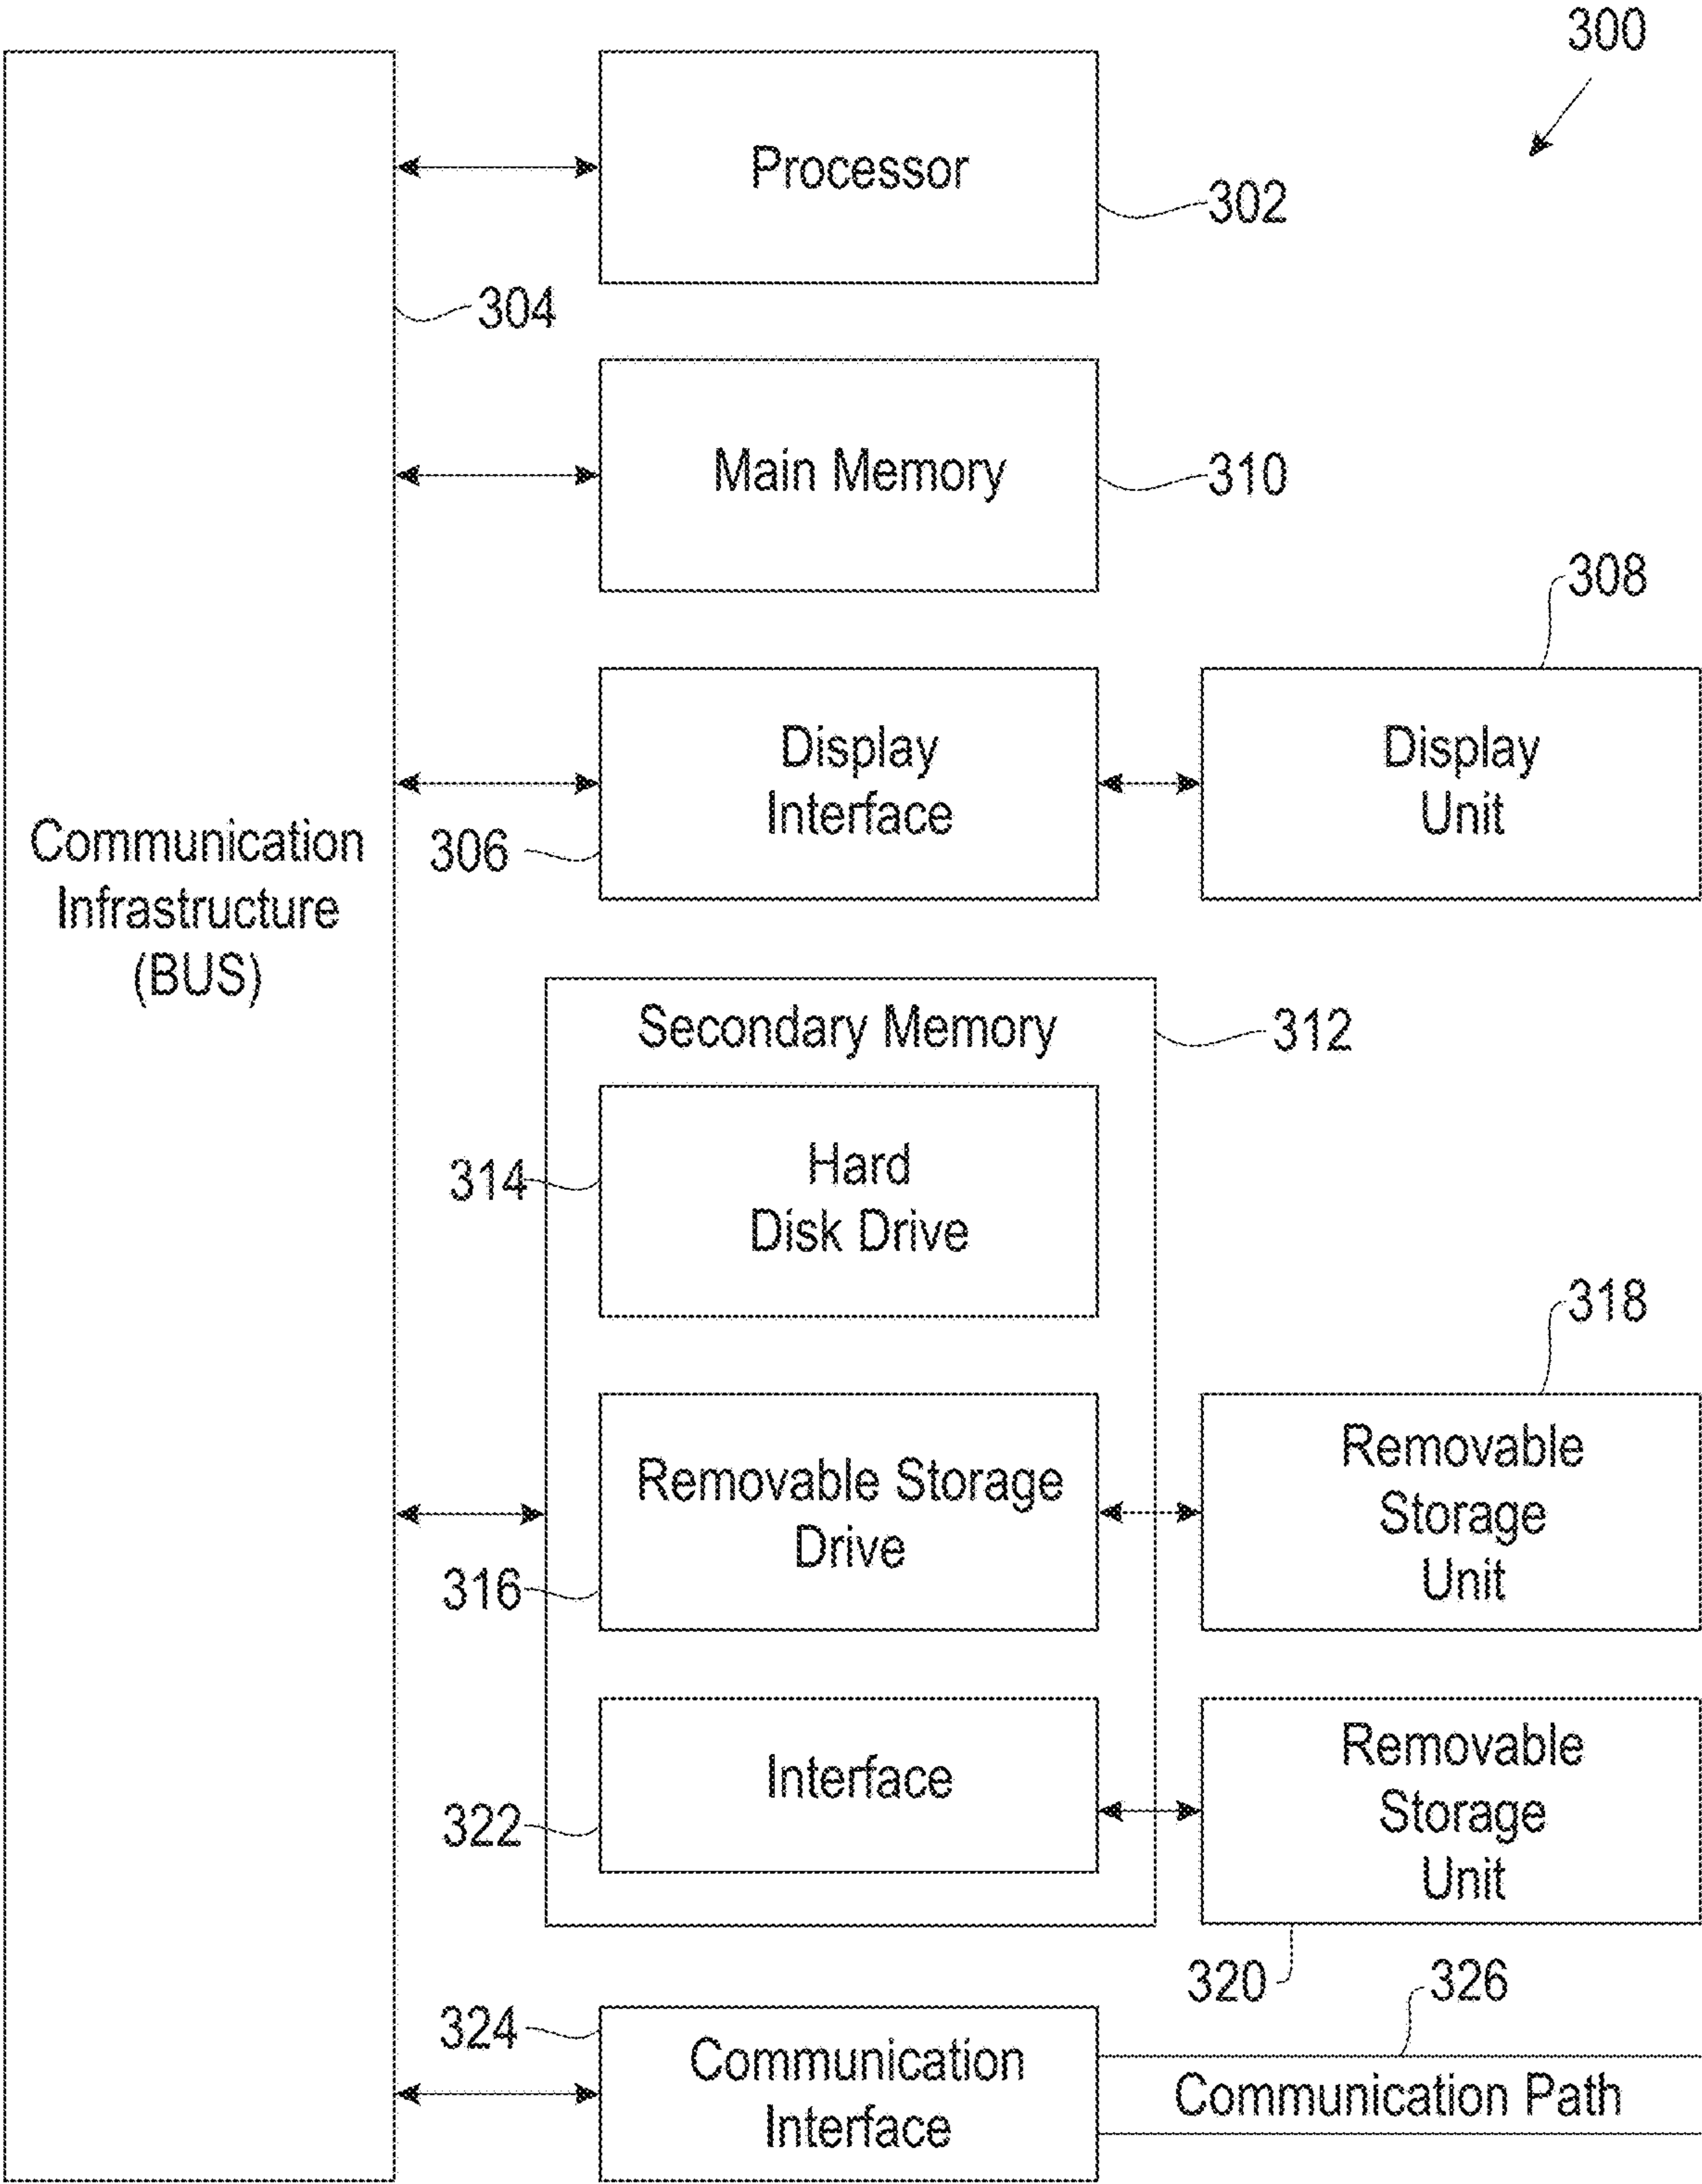 300
Processor
302
304
Main Memory
310
308
Display
Interface
Display
Unit
306
Communication
Infrastructure
(BUS)
Secondary Memory
312
314
Hard
Disk Drive
318
Removable Storage
Drive
316
Removable
Storage
Unit
Interface
322
Removable
Storage
Unit
320
326
324
Communication
Interface
Communication Path